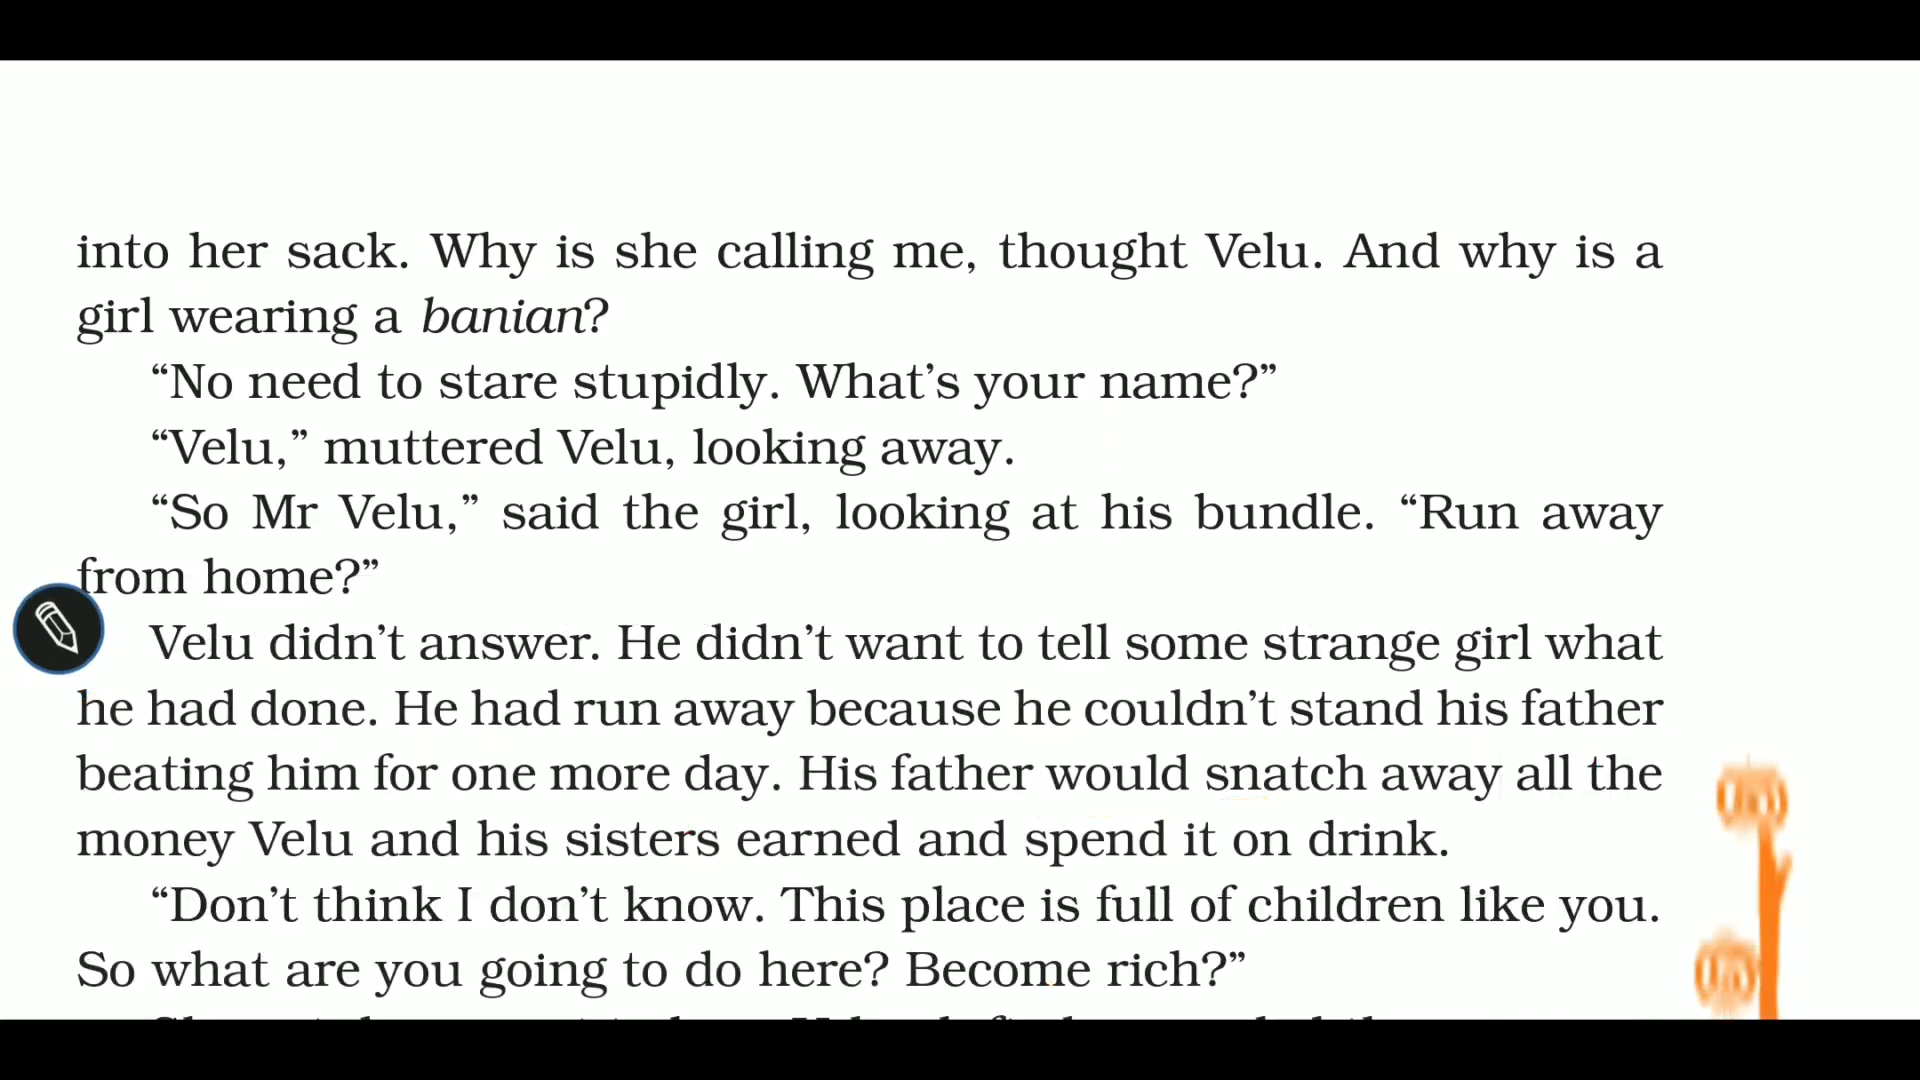 into her sack. Why is she calling me, thought Velu. And why is a
girl wearing a banian?
“No need to stare stupidly. What’s your name?”
“Velu,” muttered Velu, looking away.
“So Mr Velu,” said the girl, looking at his bundle. “Run away
from home?”
Velu didn’t answer. He didn’t want to tell some strange girl what
he had done. He had run away because he couldn’t stand his father
beating him for one more day. His father would snatch away all the
money Velu and his sisters earned and spend it on drink.
“Don’t think I don’t know. This place is full of children like you.
So what are you going to do here? Become rich?”